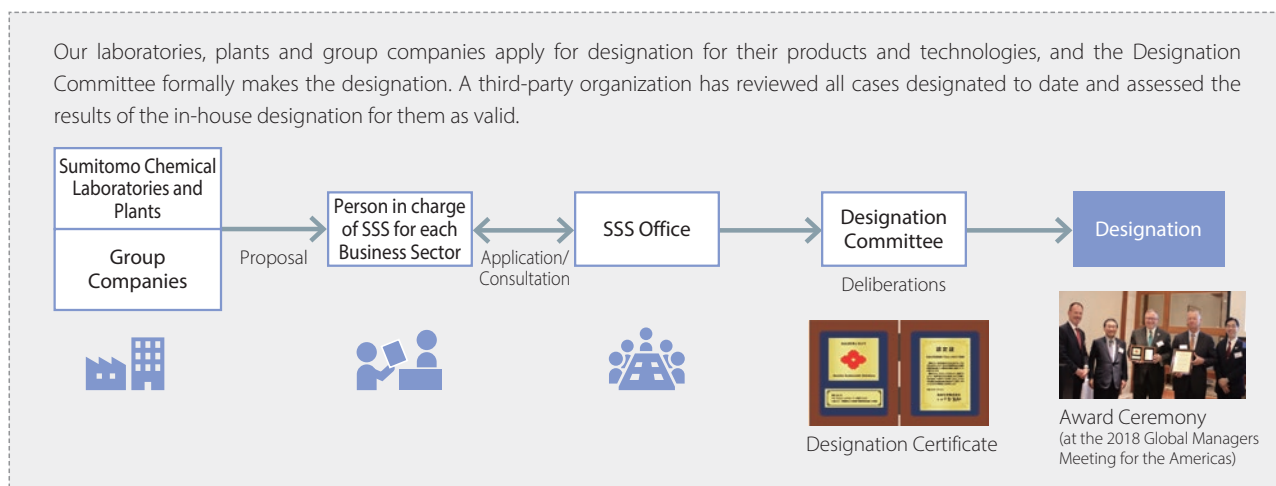 Our laboratories, plants and group companies apply for designation for their products and technologies, and the Designation
Committee formally makes the designation. A third-party organization has reviewed all cases designated to date and assessed the
results of the in-house designation for them as valid.
Sumitomo Chemical
Laboratories and
Plants
Group
Companies
Proposal
Person in charge
of SSS for each
Business Sector
Application/
Consultation
SSS Office
Designation
Committee
Deliberations
Designation
Designation Certificate
Award Ceremony
(at the 2018 Global Managers
Meeting for the Americas)